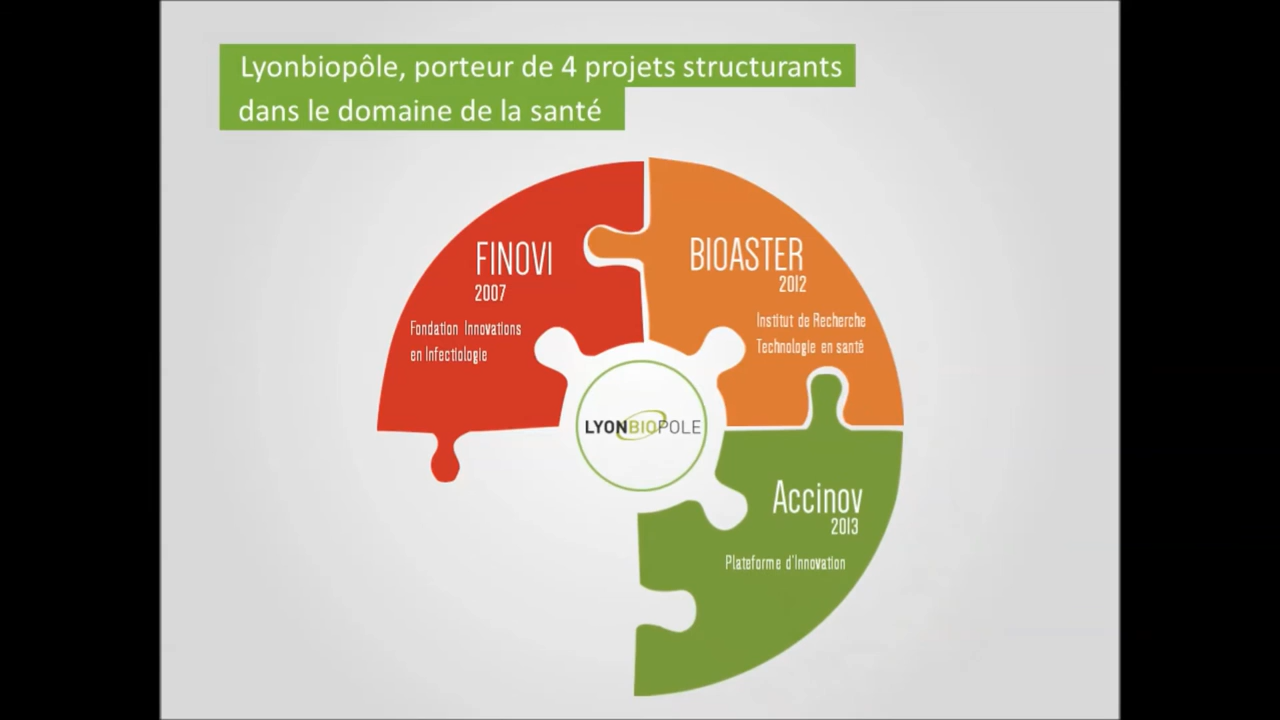 Lyonbiopôle, porteur de 4 projets structurants
dans le domaine de la santé
FINOVI
2007
Fondation Innovations
en Infectiologie
BIOASTER
2012
Institut de Recherche
Technologie en santé
LYONBIOPOLE
Accinov
2013
Plateforme d'Innovation